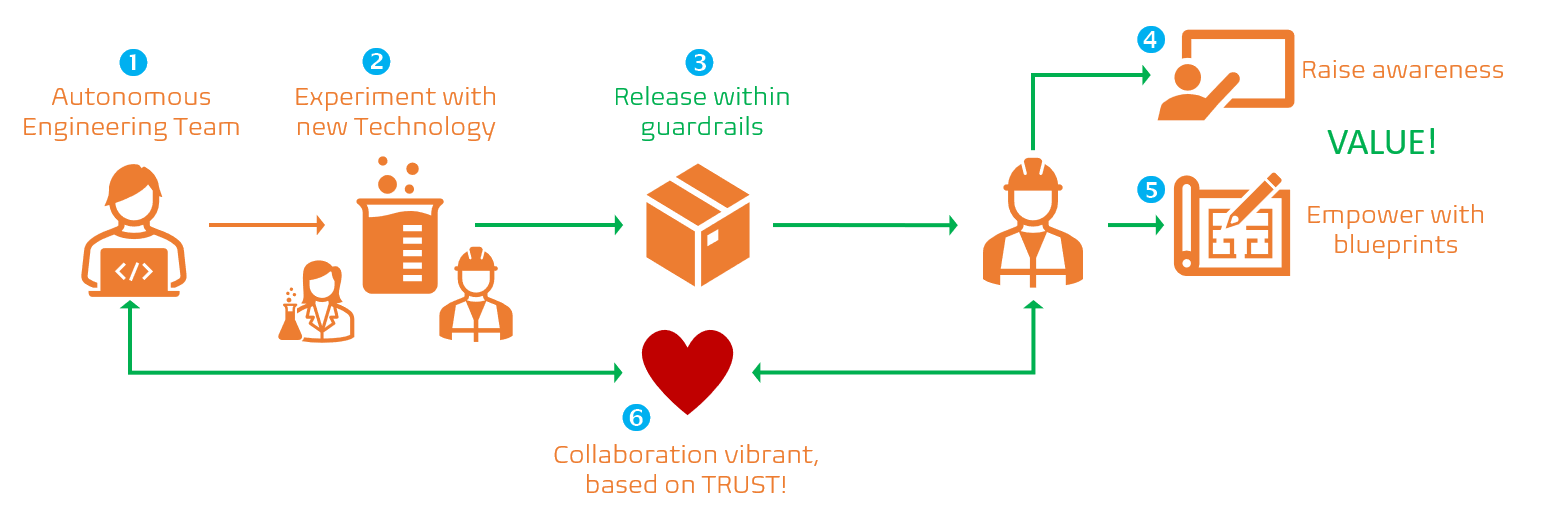 1
Autonomous
Engineering Team
2
Experiment with
new Technology
</>
3
Release within
guardrails
4
Raise awareness
VALUE!
5
Empower with
blueprints
6
Collaboration vibrant,
based on TRUST!